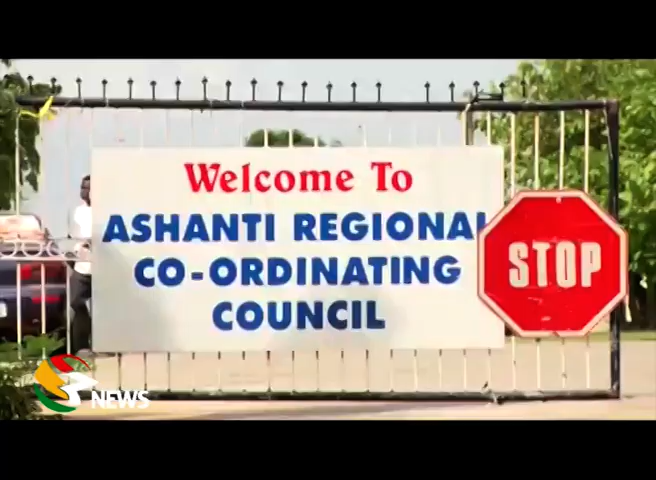 Welcome To
ASHANTI REGIONAL
CO-ORDINATING
COUNCIL
STOP
NEWS